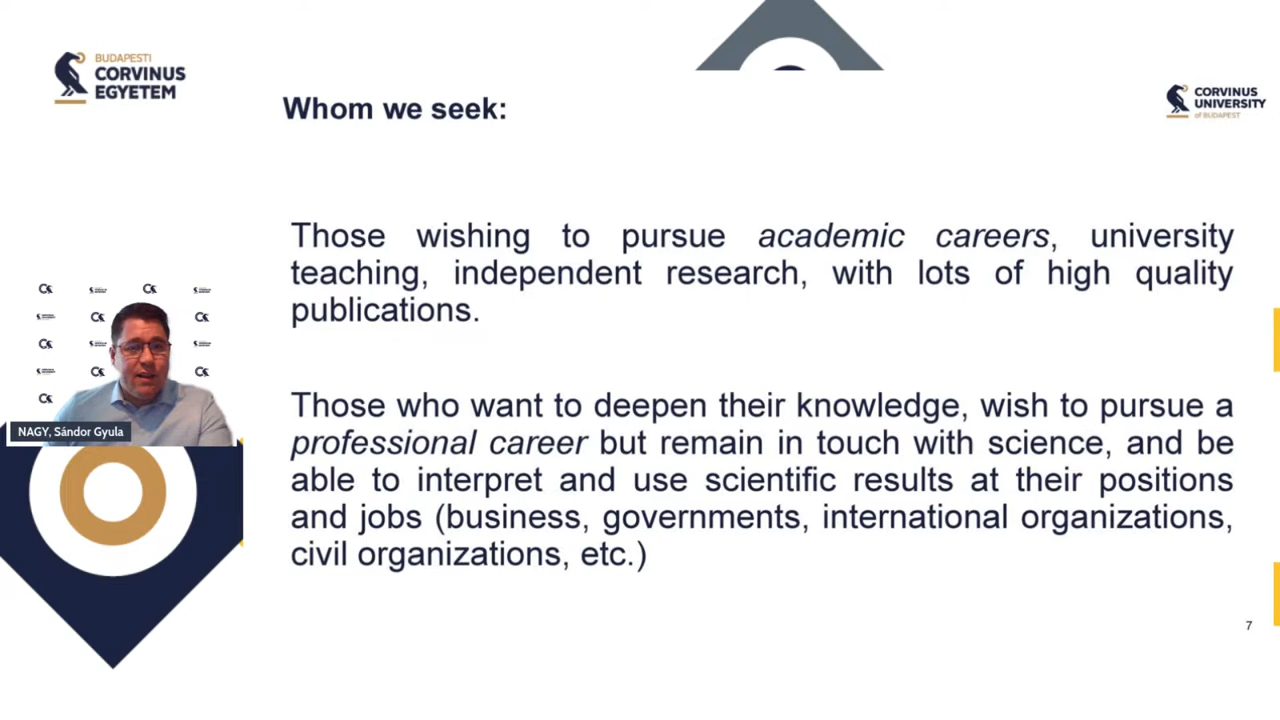 BUDAPESTI
CORVINUS
EGYETEM
Whom we seek:
CORVINUS
UNIVERSITY
of BUDAPEST
Those wishing to pursue academic careers, university
teaching, independent research, with lots of high quality
publications.
Those who want to deepen their knowledge, wish to pursue a
professional career but remain in touch with science, and be
able to interpret and use scientific results at their positions
and jobs (business, governments, international organizations,
civil organizations, etc.)
NAGY, Sándor Gyula
7